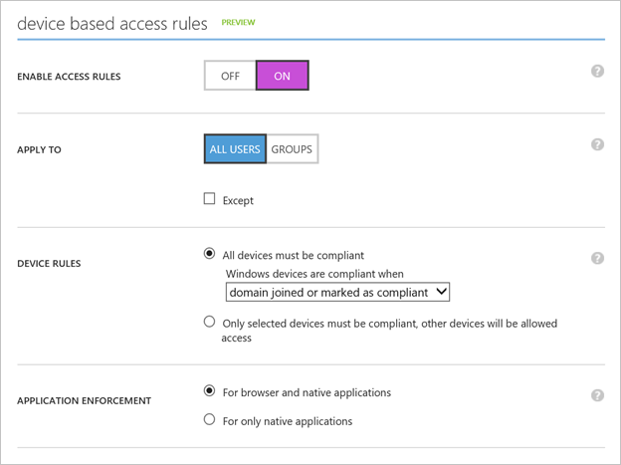 device based access rules PREVIEW
ENABLE ACCESS RULES OFF ON ?
APPLY TO ALL USERS GROUPS ?
Except
DEVICE RULES All devices must be compliant ?
Windows devices are compliant when
domain joined or marked as compliant
Only selected devices must be compliant, other devices will be allowed
access
APPLICATION ENFORCEMENT For browser and native applications ?
For only native applications